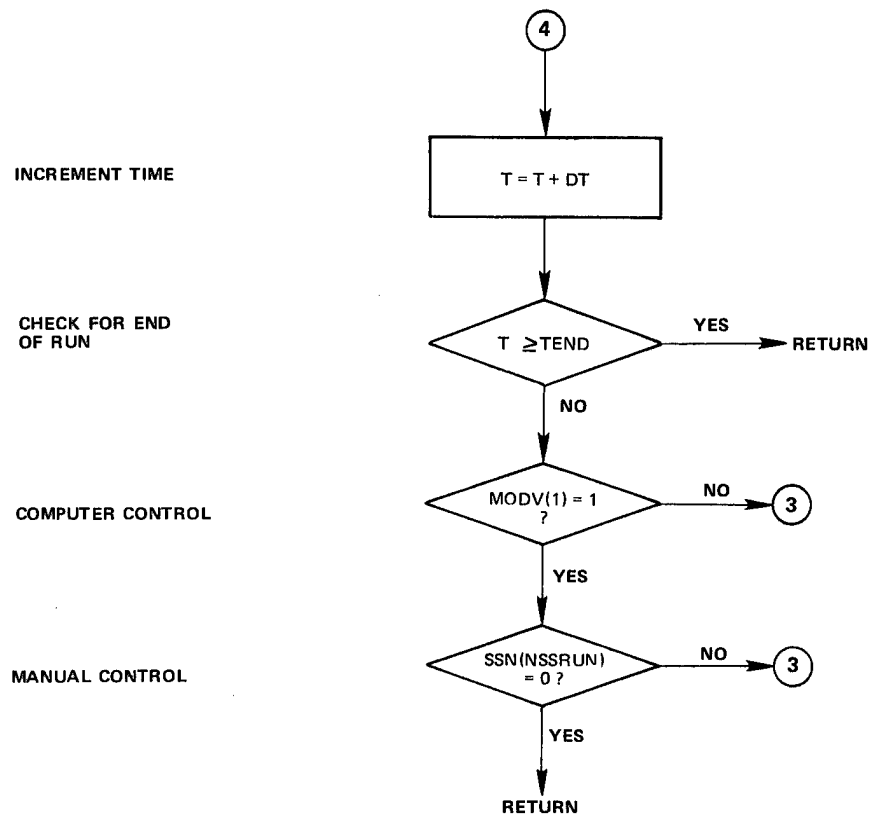 4
INCREMENT TIME
T = T + DT
CHECK FOR END
OF RUN
T ≥TEND
YES
RETURN
NO
COMPUTER CONTROL
MODV(1) = 1
?
NO
3
YES
MANUAL CONTROL
SSN(NSSRUN)
= 0 ?
NO
3
YES
RETURN